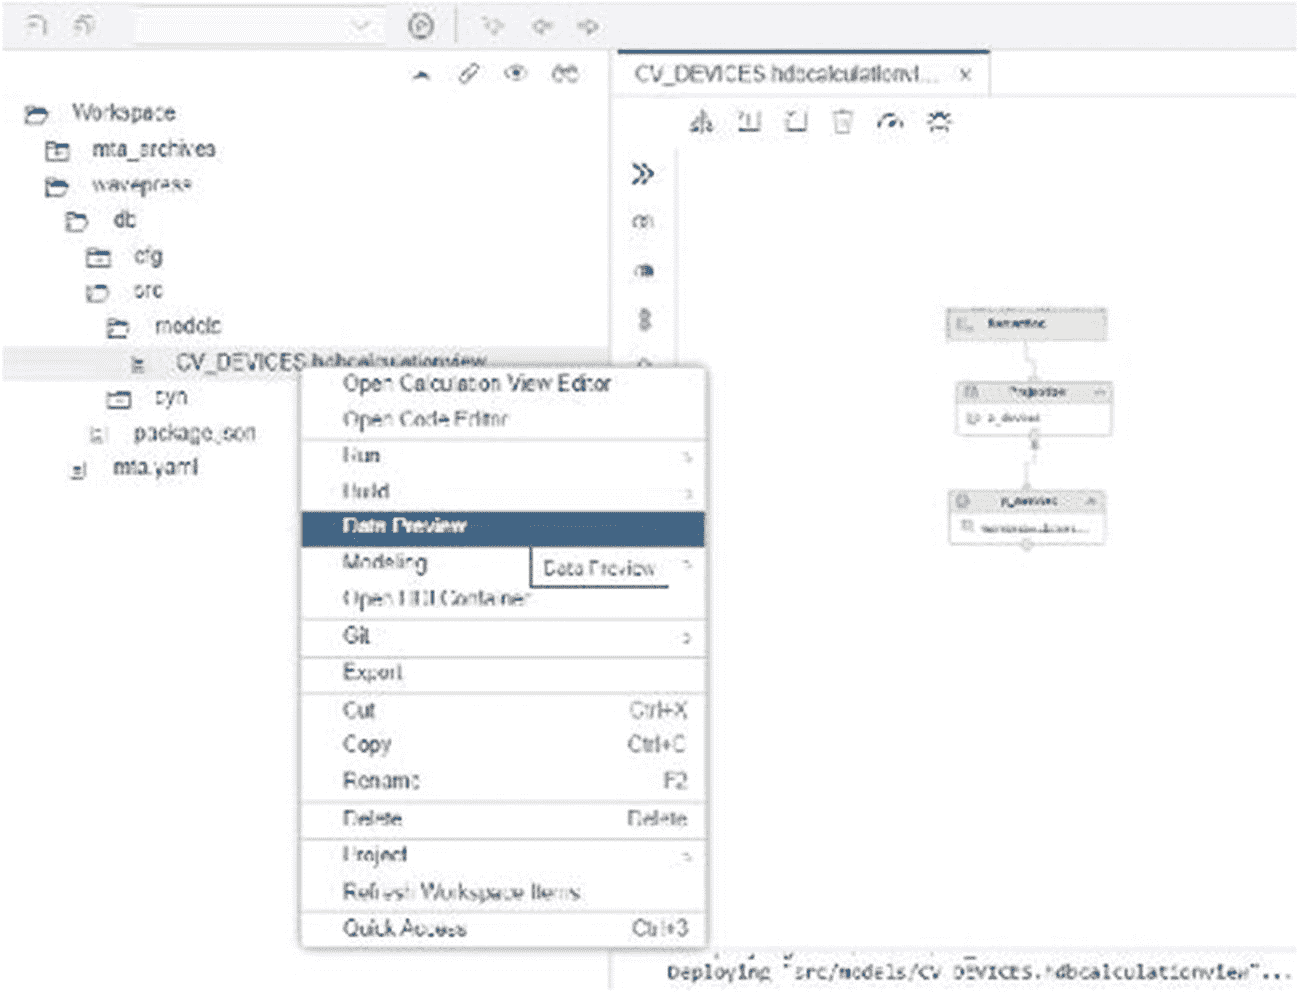 CV_DEVICES.hdbcalculationvi... ×
Workspace
mta_archives
wavepress
db
cfg
src
models
CV_DEVICES.hdbcalculationview
syn
package.json
mta.yaml
Open Calculation View Editor
Open Code Editor
Run
Build
Data Preview
Modeling
Data Preview
Open HDI Container
Git
Export
Cut Ctrl+X
Copy Ctrl+C
Rename F2
Delete Delete
Project
Refresh Workspace Items
Quick Access Ctrl+3
Semantics
Projection
Deploying "src/models/CV_DEVICES.hdbcalculationview"...